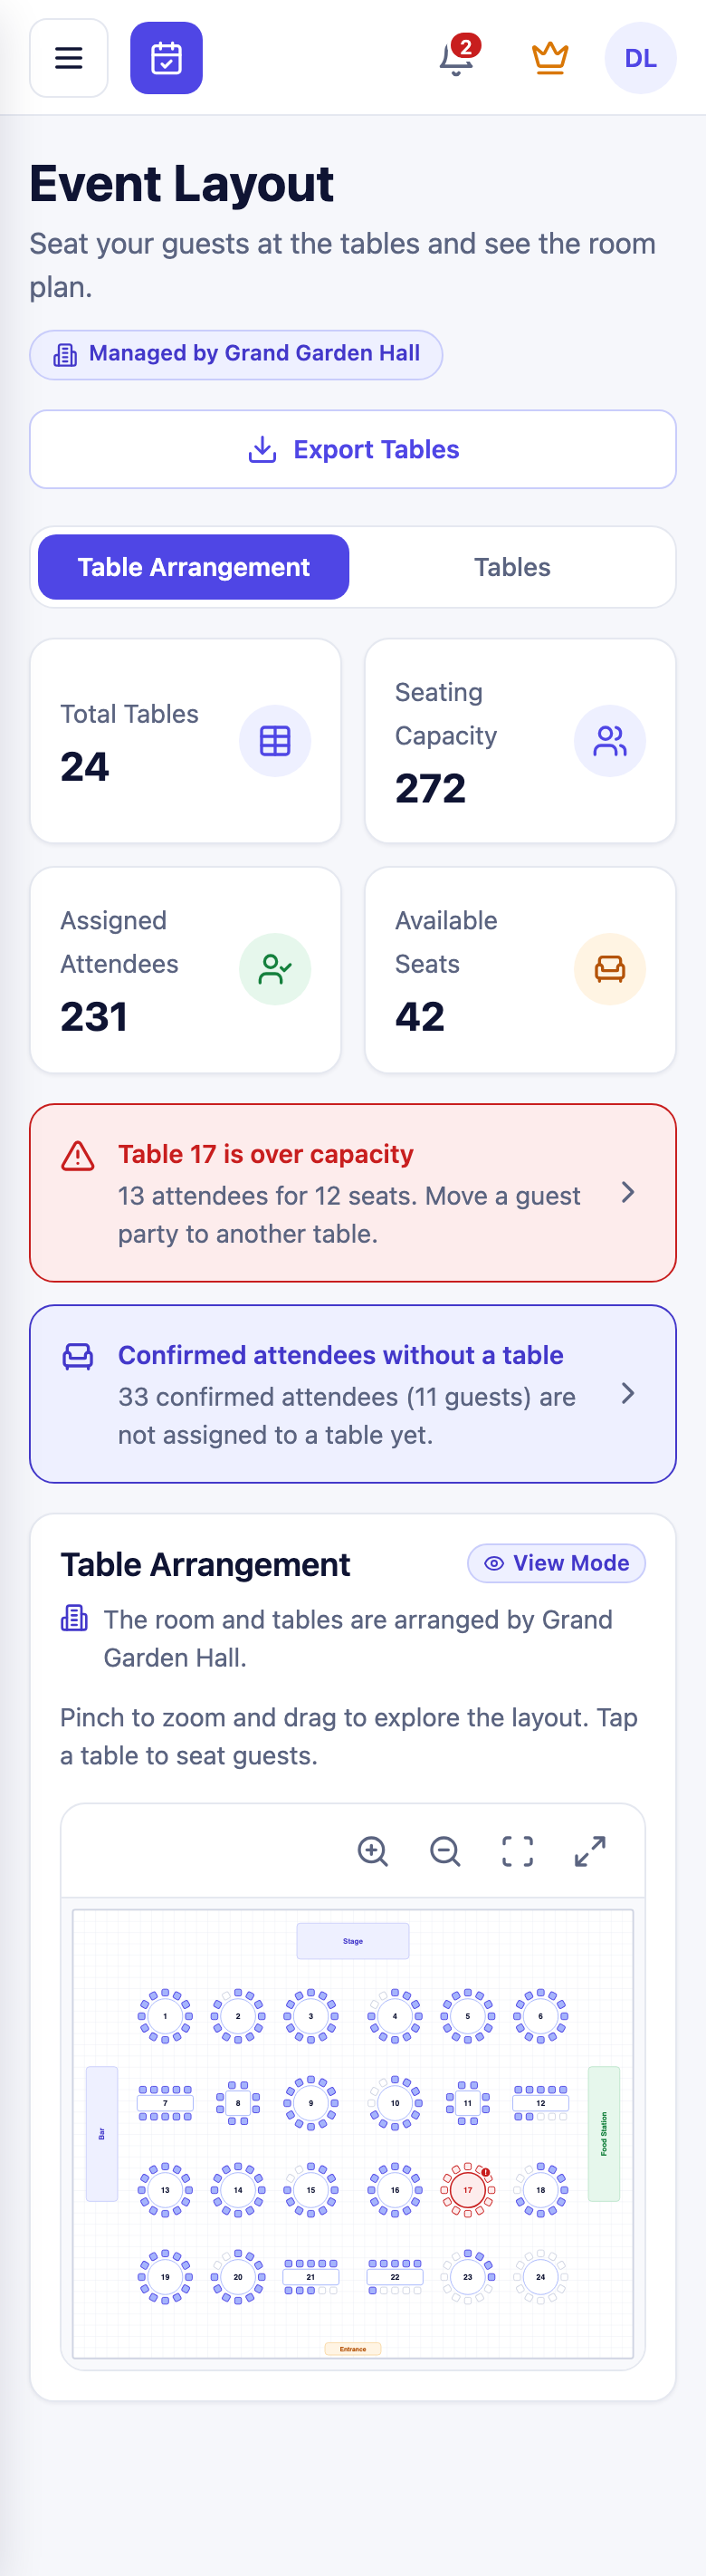 2
DL
Event Layout
Seat your guests at the tables and see the room
plan.
Managed by Grand Garden Hall
Export Tables
Table Arrangement
Tables
Total Tables
24
Seating
Capacity
272
Assigned
Attendees
231
Available
Seats
42
Table 17 is over capacity
13 attendees for 12 seats. Move a guest
party to another table.
Confirmed attendees without a table
33 confirmed attendees (11 guests) are
not assigned to a table yet.
Table Arrangement
View Mode
The room and tables are arranged by Grand
Garden Hall.
Pinch to zoom and drag to explore the layout. Tap
a table to seat guests.
Stage
1 2 3 4 5 6
7 8 9 10 11 12
Bar
Food Station
13 14 15 16 17 18
19 20 21 22 23 24
Entrance